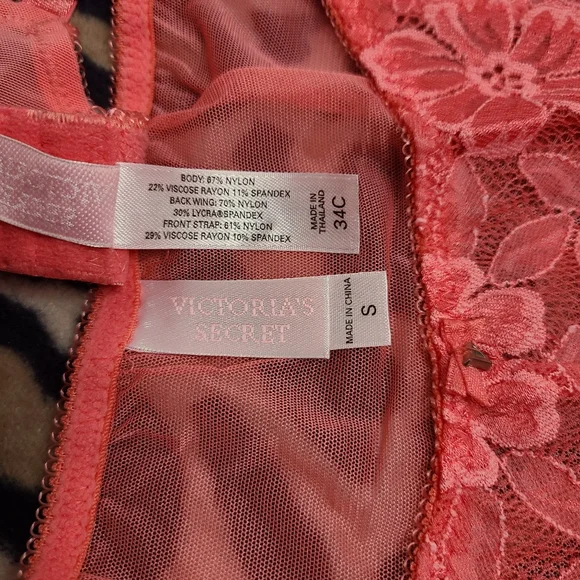 BODY: 67% NYLON
22% VISCOSE RAYON 11% SPANDEX
BACK WING: 70% NYLON
30% LYCRA®SPANDEX
FRONT STRAP: 61% NYLON
29% VISCOSE RAYON 10% SPANDEX
MADE IN
THAILAND
34C
VICTORIA'S
SECRET
MADE IN CHINA
S